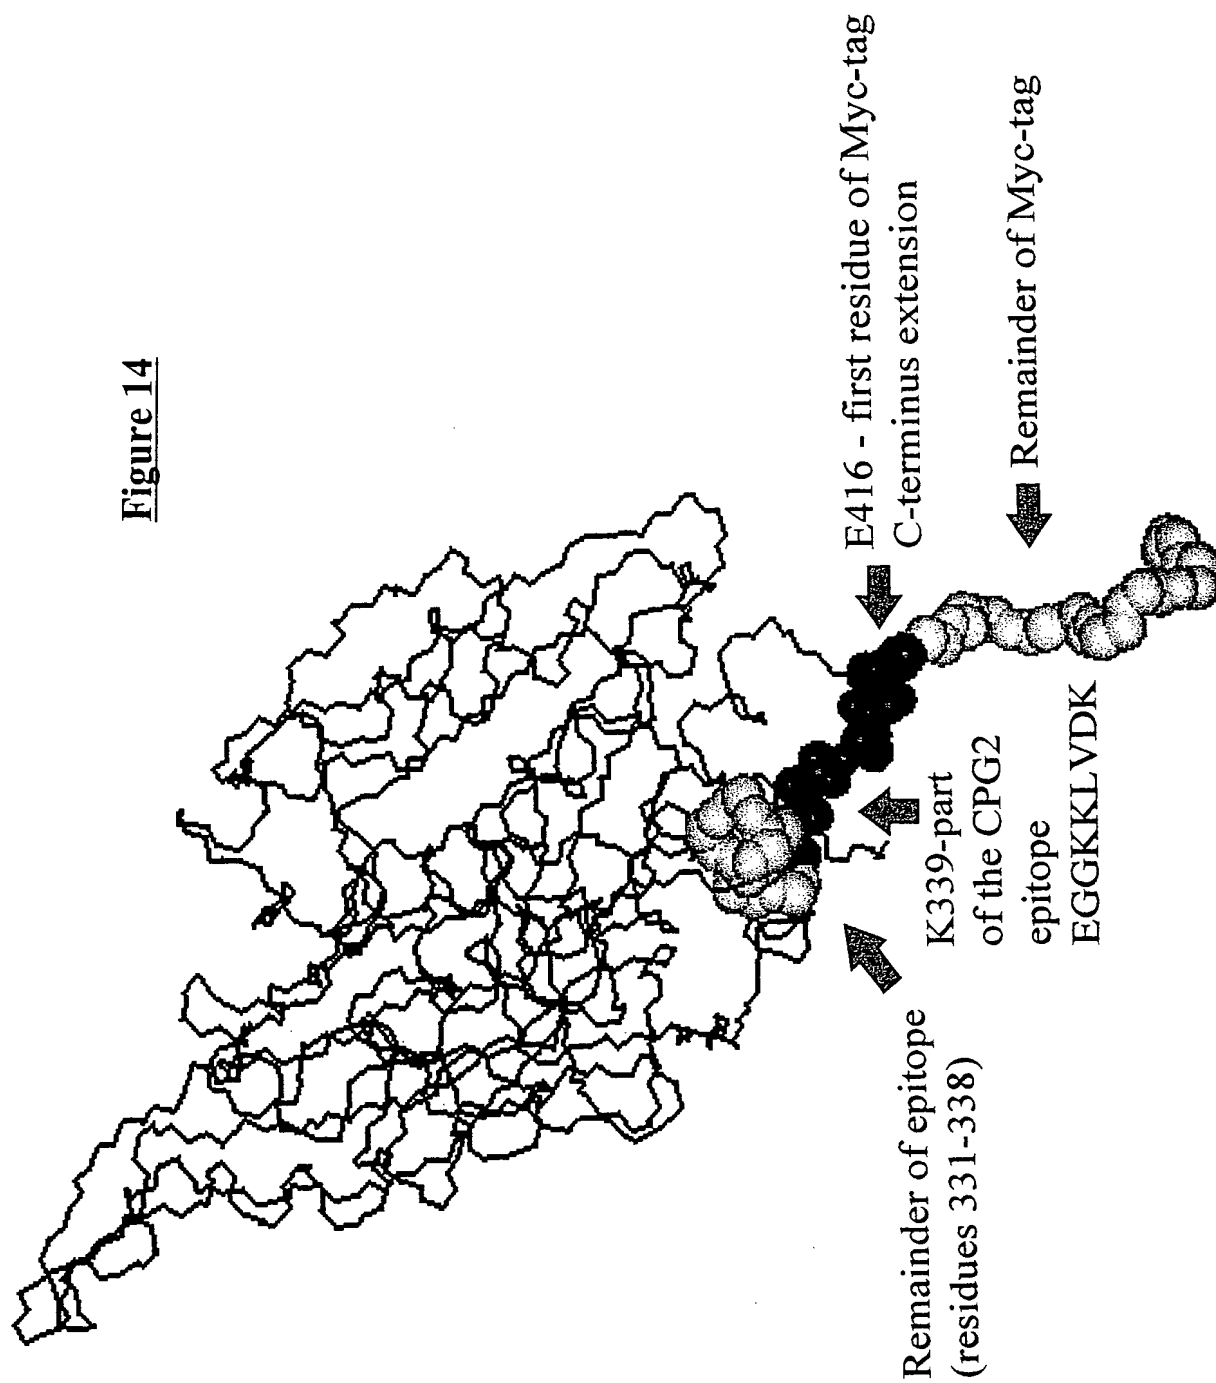 Figure 14
E416 - first residue of Myc-tag
C-terminus extension
Remainder of Myc-tag
K339-part
of the CPG2
epitope
EGGKKLVDK
Remainder of epitope
(residues 331-338)